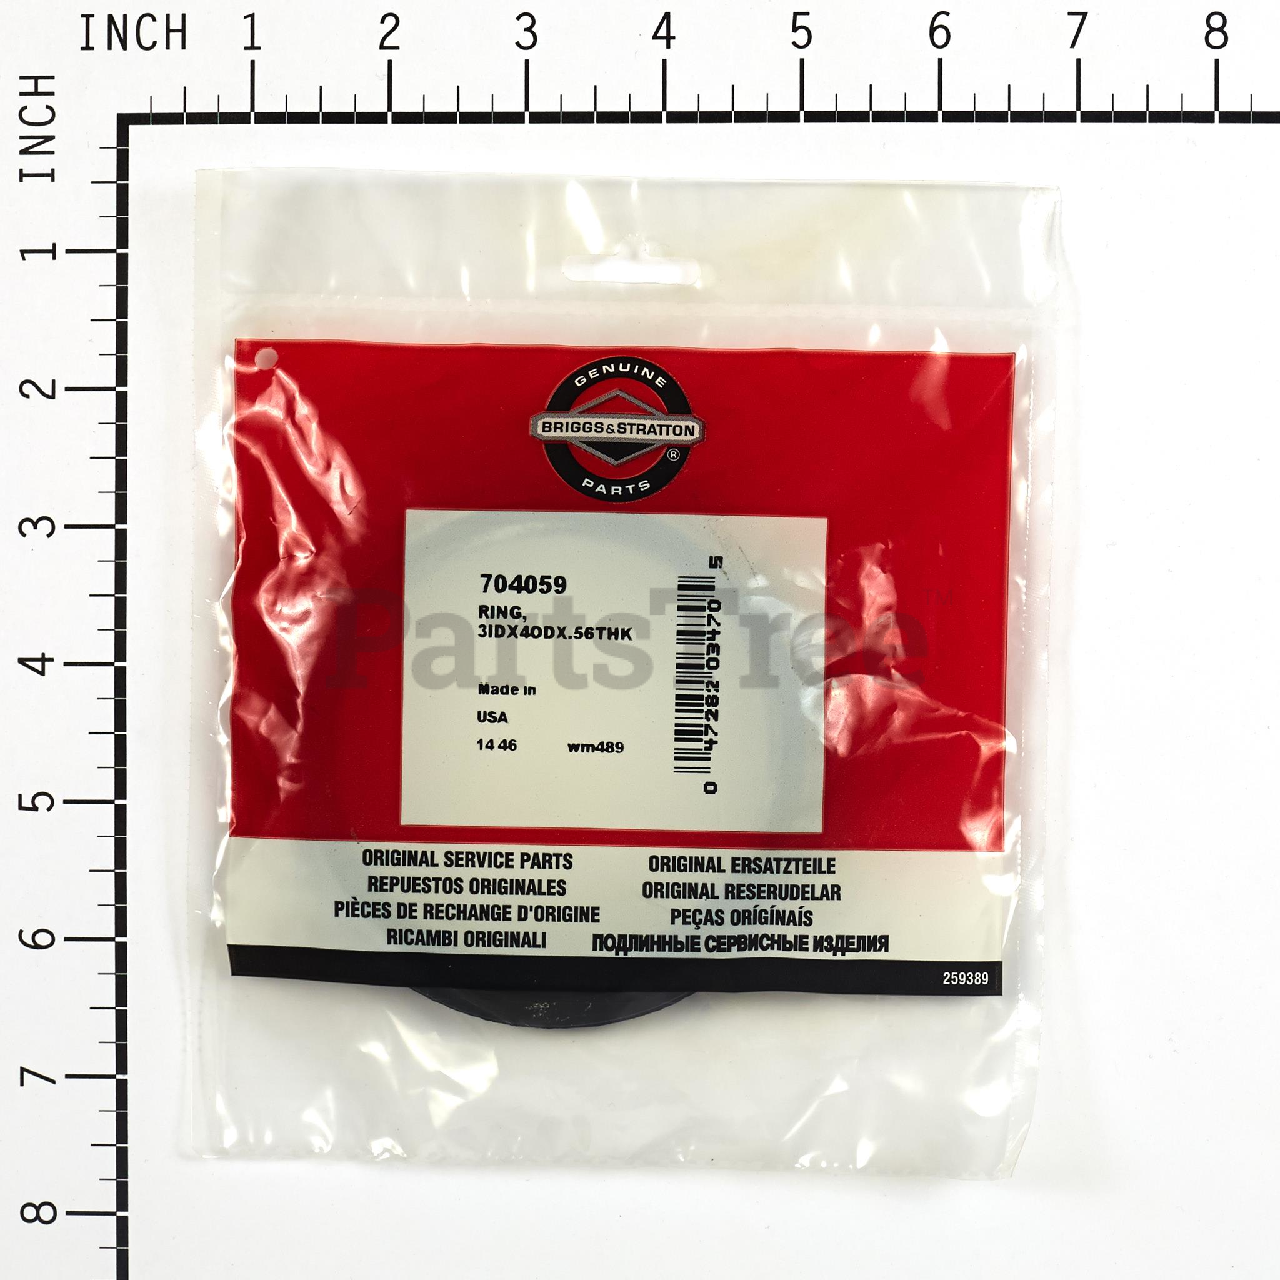 INCH 1 2 3 4 5 6 7 8
INCH
1
2
3
4
5
6
7
8
GENUINE
BRIGGS&STRATTON
®
PARTS
704059
RING,
3IDX4ODX.56THK
Made in
USA
14 46 wm489
0 47282 03470 5
PartsTree™
ORIGINAL SERVICE PARTS ORIGINAL ERSATZTEILE
REPUESTOS ORIGINALES ORIGINAL RESERUDELAR
PIÈCES DE RECHANGE D'ORIGINE PEÇAS ORÍGÍNAÍS
RICAMBI ORIGINALI ПОДЛИННЫЕ СЕРВИСНЫЕ ИЗДЕЛИЯ
259389